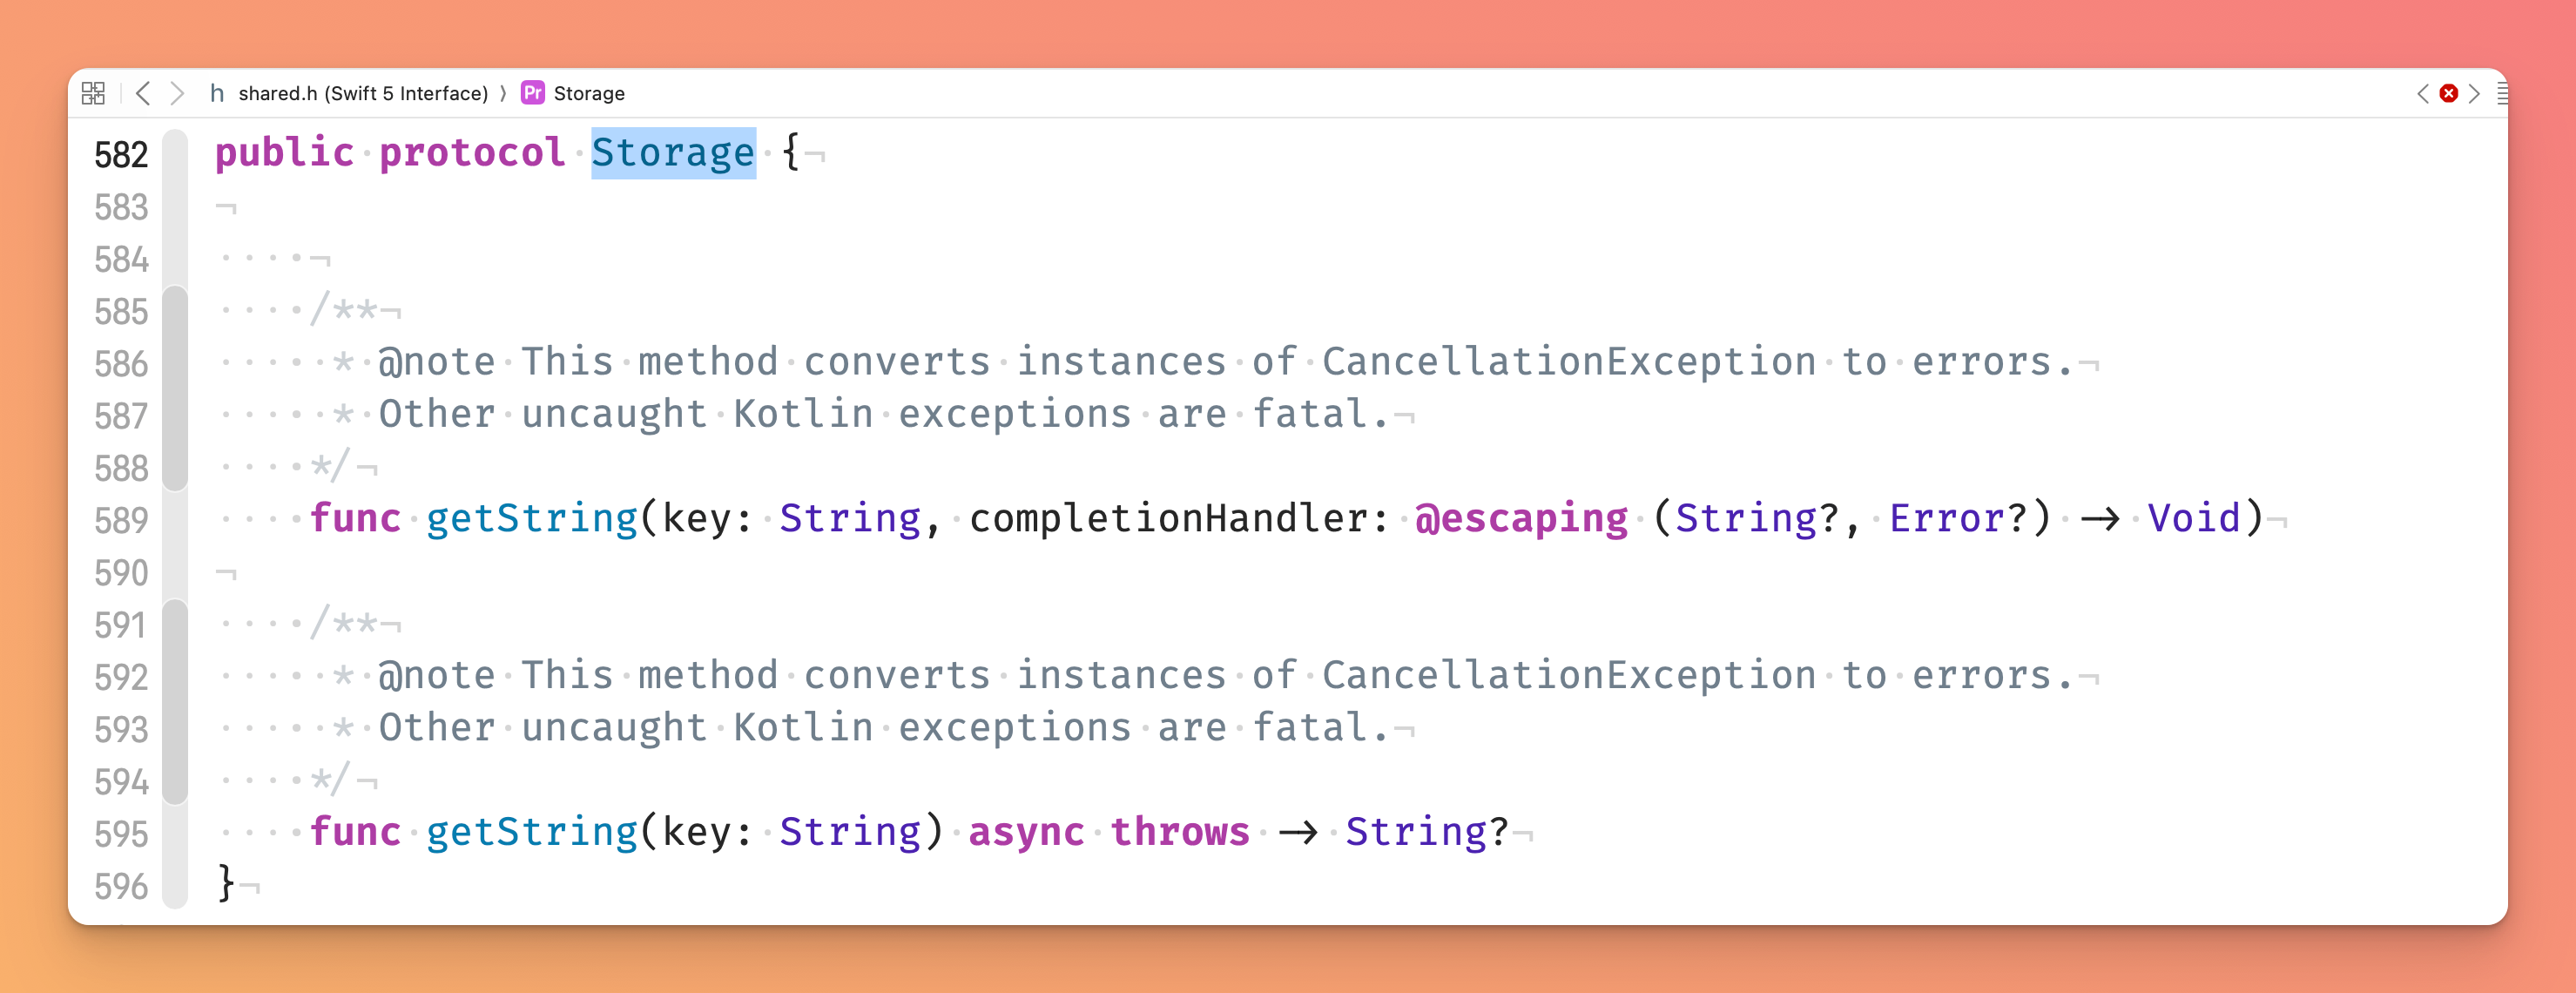 h shared.h (Swift 5 Interface) ⟩ Pr Storage
582 public protocol Storage {
583
584
585 /**
586 * @note This method converts instances of CancellationException to errors.
587 * Other uncaught Kotlin exceptions are fatal.
588 */
589 func getString(key: String, completionHandler: @escaping (String?, Error?) -> Void)
590
591 /**
592 * @note This method converts instances of CancellationException to errors.
593 * Other uncaught Kotlin exceptions are fatal.
594 */
595 func getString(key: String) async throws -> String?
596 }